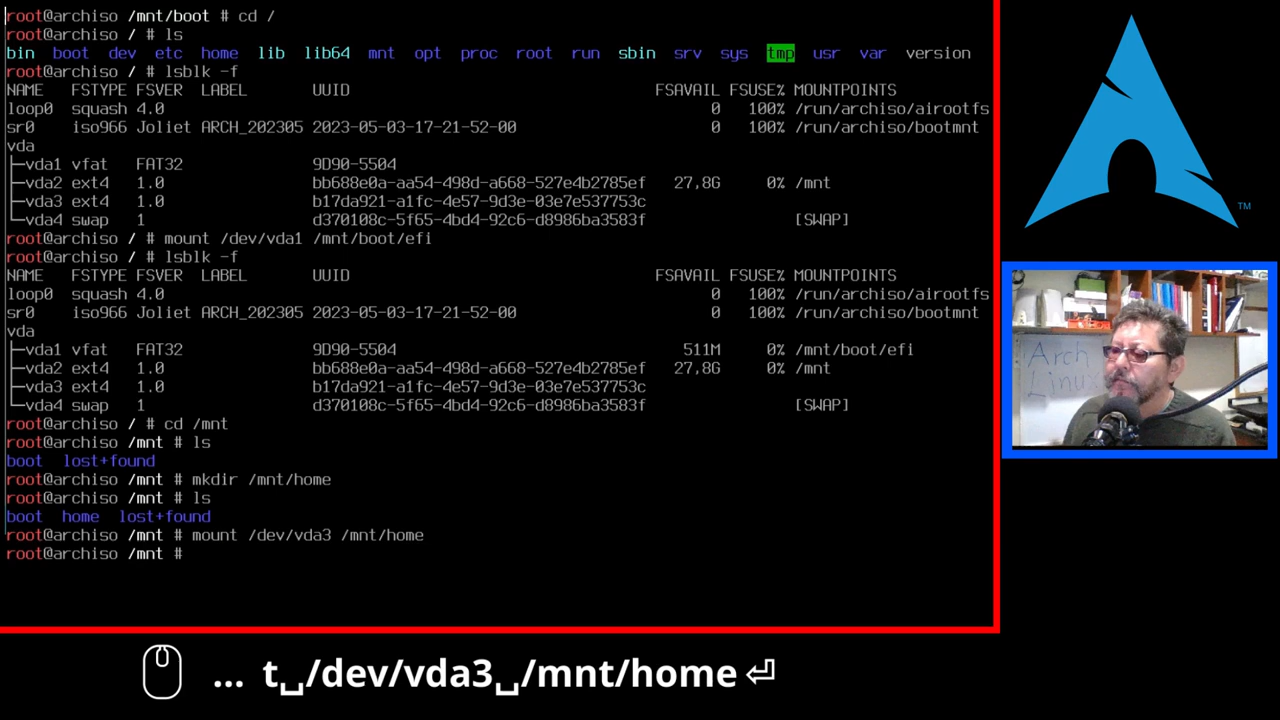 root@archiso /mnt/boot # cd /
root@archiso / # ls
bin boot dev etc home lib lib64 mnt opt proc root run sbin srv sys tmp usr var version
root@archiso / # lsblk -f
NAME FSTYPE FSVER LABEL UUID FSAVAIL FSUSE% MOUNTPOINTS
loop0 squash 4.0 0 100% /run/archiso/airootfs
sr0 iso966 Joliet ARCH_202305 2023-05-03-17-21-52-00 0 100% /run/archiso/bootmnt
vda
├─vda1 vfat FAT32 9D90-5504
├─vda2 ext4 1.0 bb688e0a-aa54-498d-a668-527e4b2785ef 27,8G 0% /mnt
├─vda3 ext4 1.0 b17da921-a1fc-4e57-9d3e-03e7e537753c
└─vda4 swap 1 d370108c-5f65-4bd4-92c6-d8986ba3583f [SWAP]
root@archiso / # mount /dev/vda1 /mnt/boot/efi
root@archiso / # lsblk -f
NAME FSTYPE FSVER LABEL UUID FSAVAIL FSUSE% MOUNTPOINTS
loop0 squash 4.0 0 100% /run/archiso/airootfs
sr0 iso966 Joliet ARCH_202305 2023-05-03-17-21-52-00 0 100% /run/archiso/bootmnt
vda
├─vda1 vfat FAT32 9D90-5504 511M 0% /mnt/boot/efi
├─vda2 ext4 1.0 bb688e0a-aa54-498d-a668-527e4b2785ef 27,8G 0% /mnt
├─vda3 ext4 1.0 b17da921-a1fc-4e57-9d3e-03e7e537753c
└─vda4 swap 1 d370108c-5f65-4bd4-92c6-d8986ba3583f [SWAP]
root@archiso / # cd /mnt
root@archiso /mnt # ls
boot lost+found
root@archiso /mnt # mkdir /mnt/home
root@archiso /mnt # ls
boot home lost+found
root@archiso /mnt # mount /dev/vda3 /mnt/home
root@archiso /mnt #
TM
Arch
Linux
... t␣/dev/vda3␣/mnt/home⏎